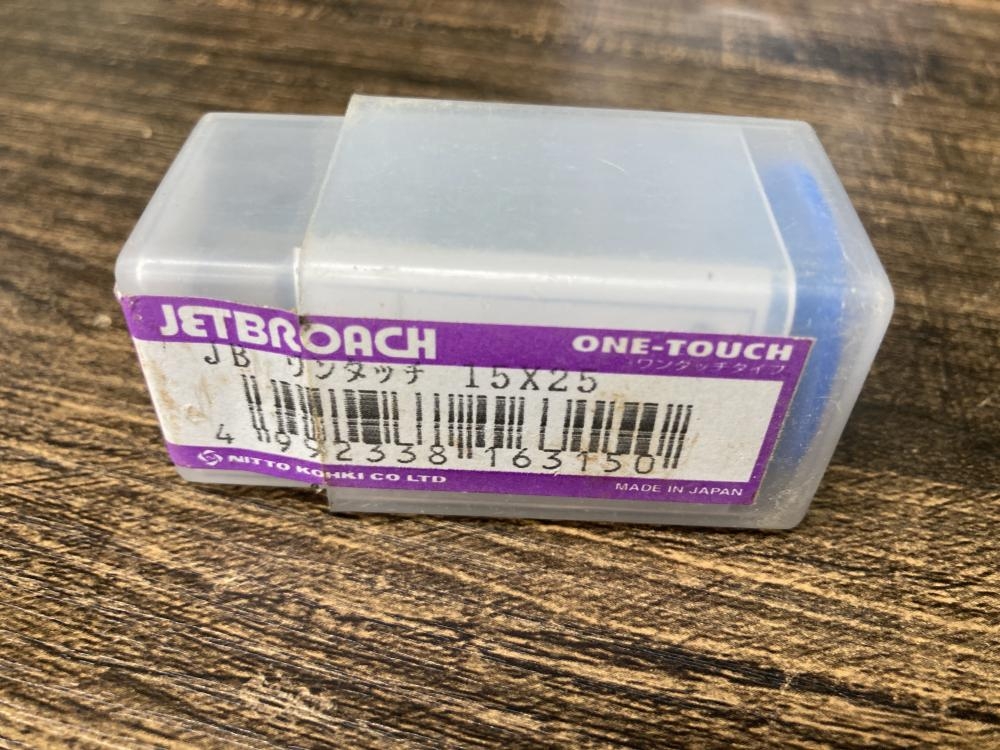 JETBROACH
ONE-TOUCH
ワンタッチタイプ
JB ワンタッチ 15X25
4 992338 163150
NITTO KOHKI CO LTD
MADE IN JAPAN